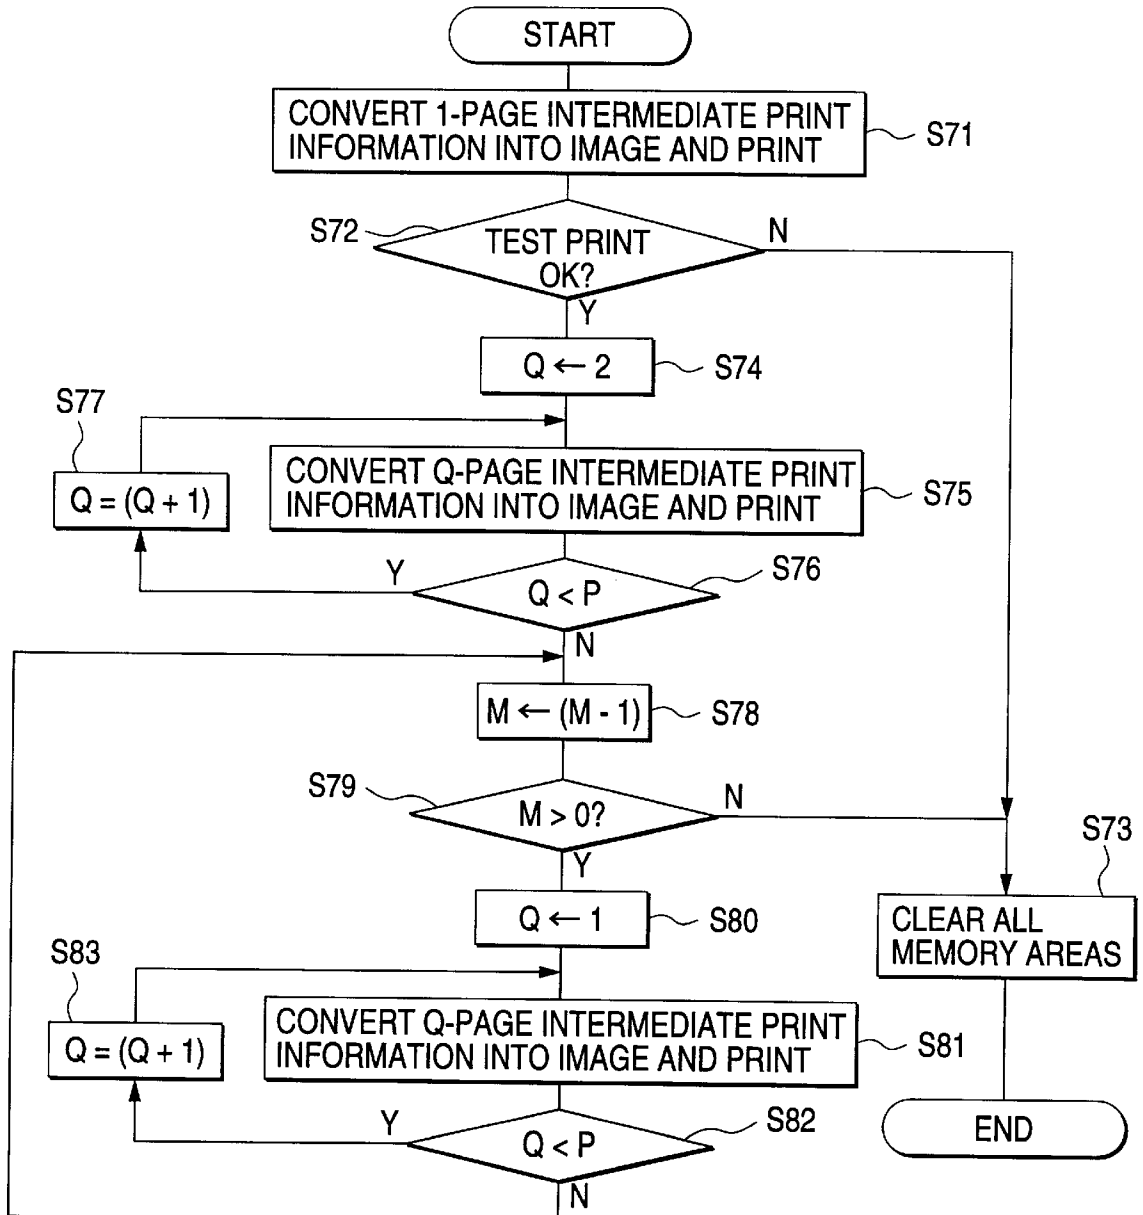 START
CONVERT 1-PAGE INTERMEDIATE PRINT
INFORMATION INTO IMAGE AND PRINT
S71
S72
TEST PRINT
OK?
N
Y
Q ← 2
S74
S77
Q = (Q + 1)
CONVERT Q-PAGE INTERMEDIATE PRINT
INFORMATION INTO IMAGE AND PRINT
S75
Y
Q < P
S76
N
M ← (M - 1)
S78
S79
M > 0?
N
Y
S73
CLEAR ALL
MEMORY AREAS
Q ← 1
S80
S83
Q = (Q + 1)
CONVERT Q-PAGE INTERMEDIATE PRINT
INFORMATION INTO IMAGE AND PRINT
S81
Y
Q < P
S82
N
END